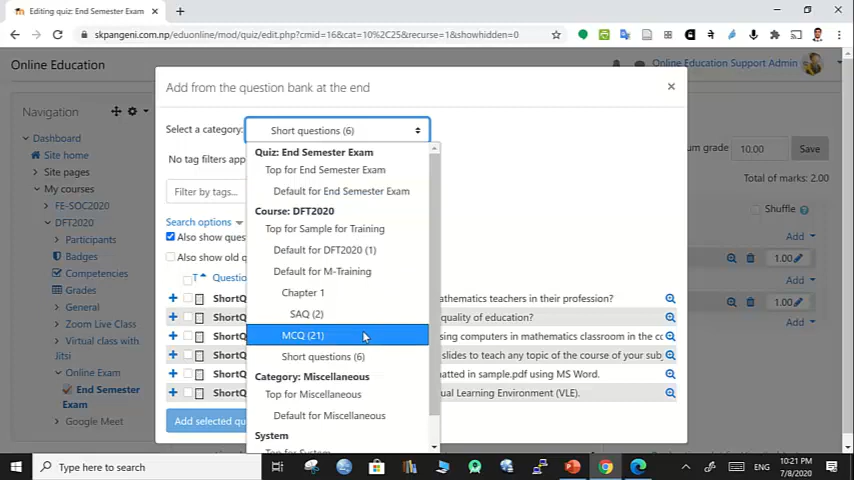 Editing quiz: End Semester Exam
skpangeni.com.np/eduonline/mod/quiz/edit.php?cmid=16&cat=10%2C25&recurse=1&showhidden=0
Online Education
Online Education Support Admin
Add from the question bank at the end
Navigation
Dashboard
Site home
Site pages
My courses
FE-SOC2020
DFT2020
Participants
Badges
Competencies
Grades
General
Zoom Live Class
Virtual class with
Jitsi
Online Exam
End Semester
Exam
Google Meet
Select a category:
Short questions (6)
No tag filters app
Filter by tags...
Search options
Also show ques
Also show old q
T
Questio
Quiz: End Semester Exam
Top for End Semester Exam
Default for End Semester Exam
Course: DFT2020
Top for Sample for Training
Default for DFT2020 (1)
Default for M-Training
Chapter 1
SAQ (2)
MCQ (21)
Short questions (6)
Category: Miscellaneous
Top for Miscellaneous
Default for Miscellaneous
System
ShortQ
athematics teachers in their profession?
ShortQ
quality of education?
ShortQ
sing computers in mathematics classroom in the co
ShortQ
slides to teach any topic of the course of your sub
ShortQ
matted in sample.pdf using MS Word.
ShortQ
ual Learning Environment (VLE).
Add selected qu
um grade
10.00
Save
Total of marks: 2.00
Shuffle
Add
1.00
Add
1.00
Add
Type here to search
ENG
10:21 PM
7/8/2020